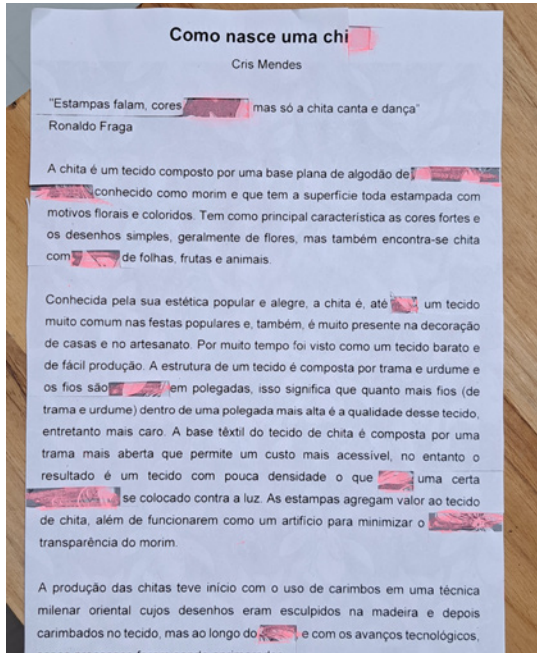 Como nasce uma chi
Cris Mendes
"Estampas falam, cores mas só a chita canta e dança"
Ronaldo Fraga
A chita é um tecido composto por uma base plana de algodão de
conhecido como morim e que tem a superfície toda estampada com
motivos florais e coloridos. Tem como principal característica as cores fortes e
os desenhos simples, geralmente de flores, mas também encontra-se chita
com de folhas, frutas e animais.
Conhecida pela sua estética popular e alegre, a chita é, até um tecido
muito comum nas festas populares e, também, é muito presente na decoração
de casas e no artesanato. Por muito tempo foi visto como um tecido barato e
de fácil produção. A estrutura de um tecido é composta por trama e urdume e
os fios são em polegadas, isso significa que quanto mais fios (de
trama e urdume) dentro de uma polegada mais alta é a qualidade desse tecido,
entretanto mais caro. A base têxtil do tecido de chita é composta por uma
trama mais aberta que permite um custo mais acessível, no entanto o
resultado é um tecido com pouca densidade o que uma certa
se colocado contra a luz. As estampas agregam valor ao tecido
de chita, além de funcionarem como um artifício para minimizar o
transparência do morim.
A produção das chitas teve início com o uso de carimbos em uma técnica
milenar oriental cujos desenhos eram esculpidos na madeira e depois
carimbados no tecido, mas ao longo do e com os avanços tecnológicos,